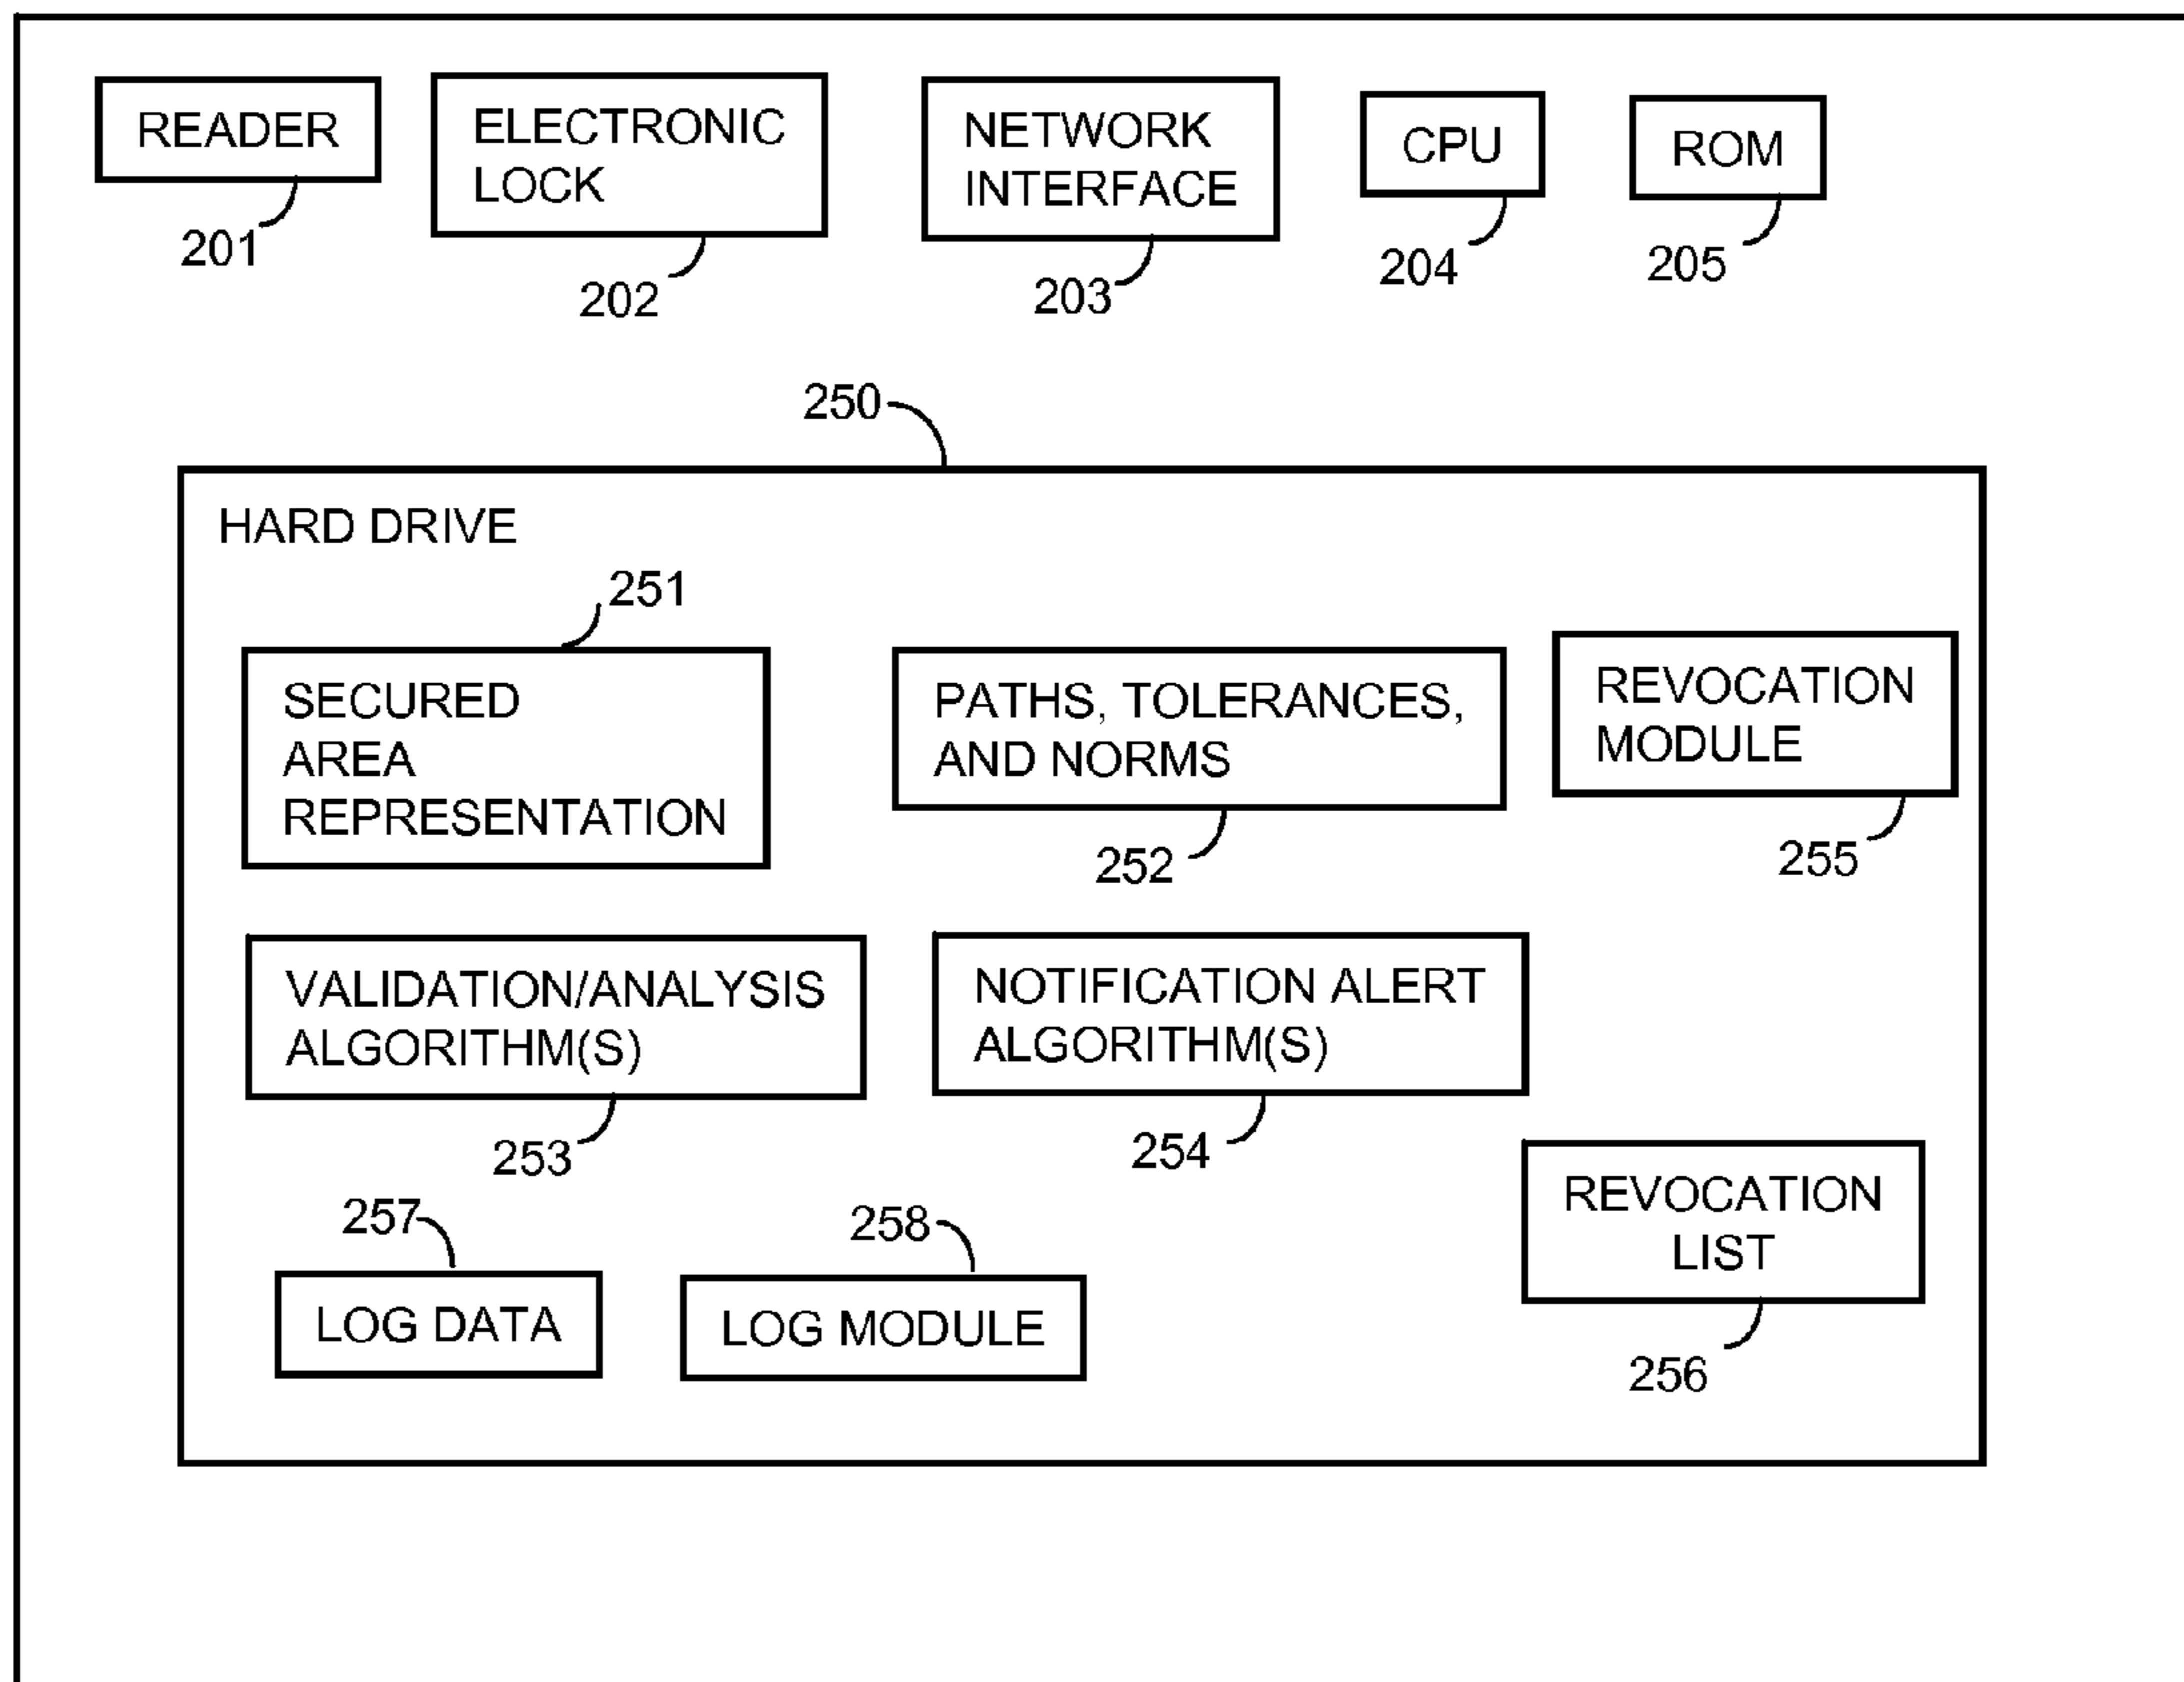 READER
201
ELECTRONIC
LOCK
202
NETWORK
INTERFACE
203
CPU
204
ROM
205
250
HARD DRIVE
251
SECURED
AREA
REPRESENTATION
PATHS, TOLERANCES,
AND NORMS
252
REVOCATION
MODULE
255
VALIDATION/ANALYSIS
ALGORITHM(S)
253
NOTIFICATION ALERT
ALGORITHM(S)
254
REVOCATION
LIST
256
257
LOG DATA
258
LOG MODULE